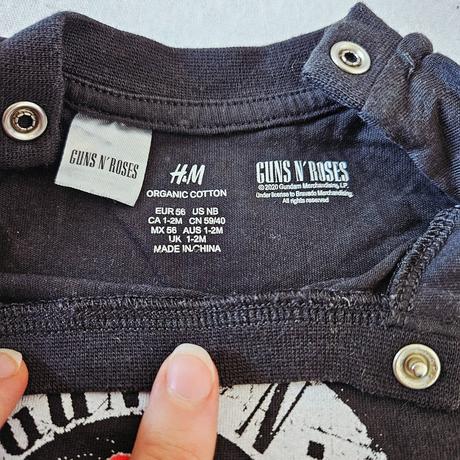 GUNS N' ROSES
H&M
ORGANIC COTTON
EUR 56 US NB
CA 1-2M CN 59/40
MX 56 AUS 1-2M
UK 1-2M
MADE IN CHINA
GUNS N' ROSES
© 2020 Gundam Merchandising, LP.
Under license to Bravado Merchandising.
All rights reserved